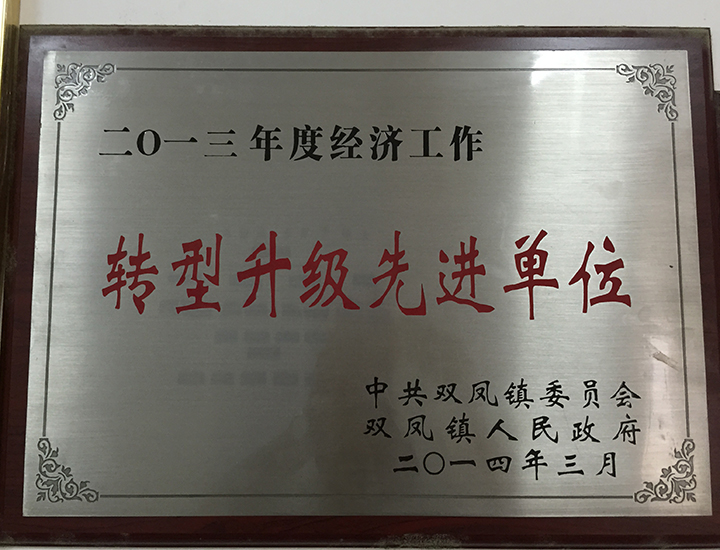 二〇一三年度经济工作
转型升级先进单位
中共双凤镇委员会
双凤镇人民政府
二〇一四年三月